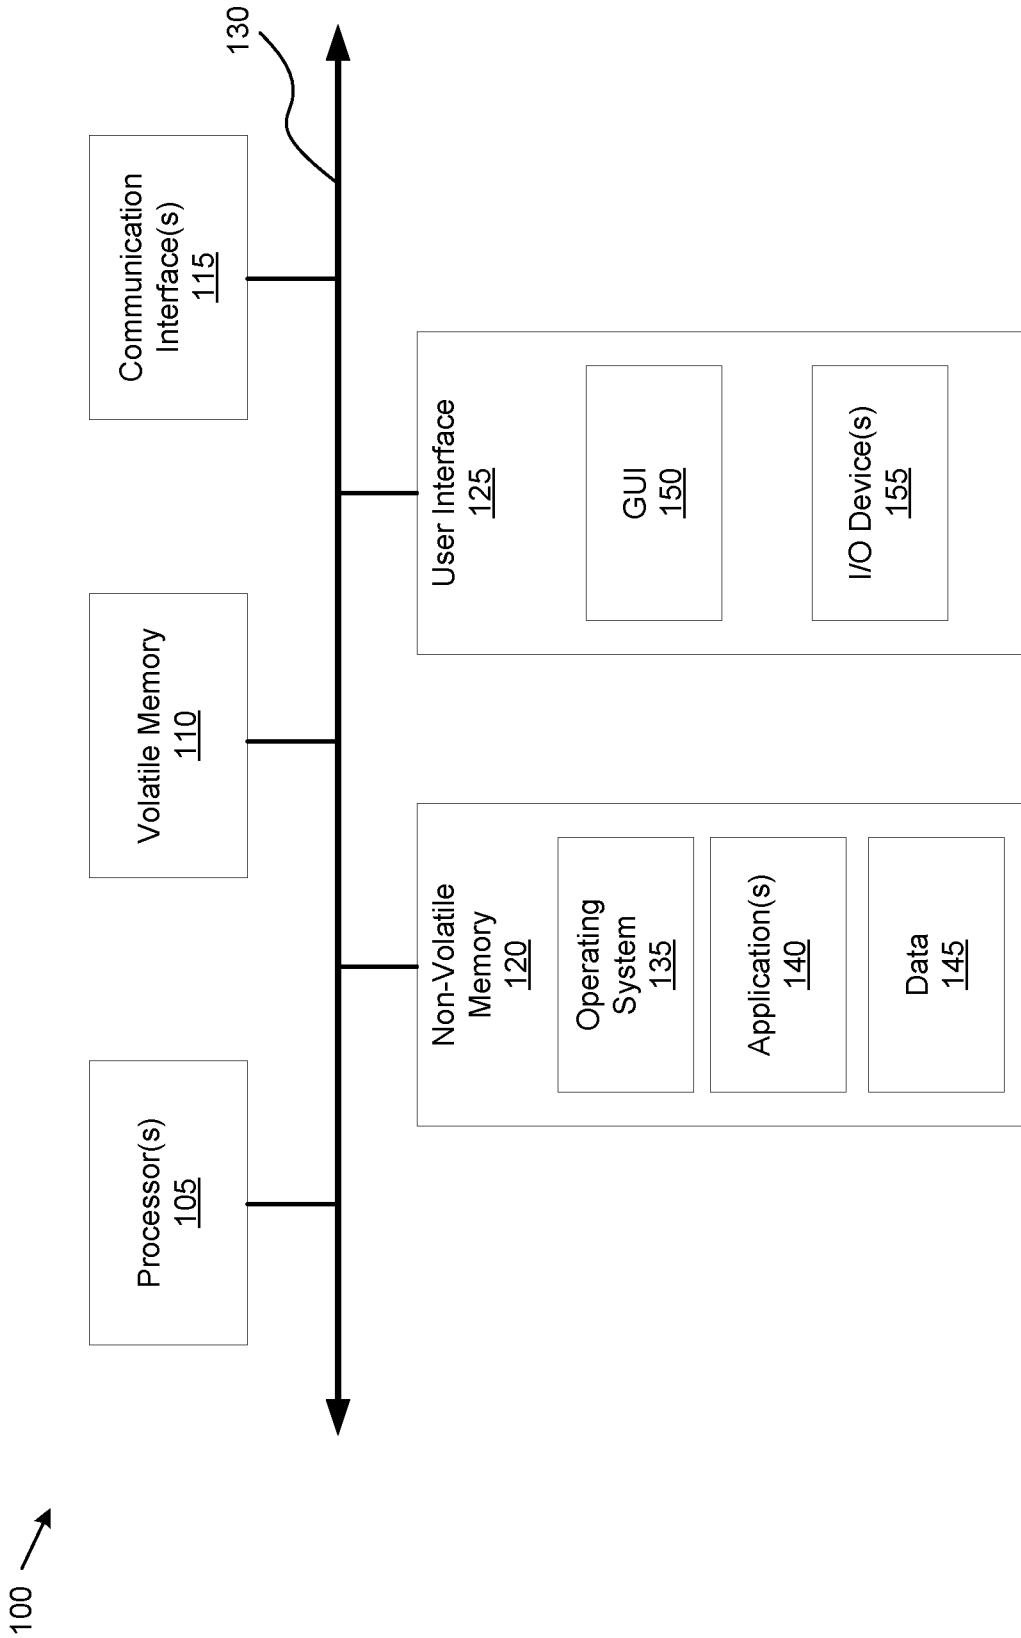 100
Processor(s)
105
Volatile Memory
110
Communication
Interface(s)
115
130
Non-Volatile
Memory
120
Operating
System
135
Application(s)
140
Data
145
User Interface
125
GUI
150
I/O Device(s)
155